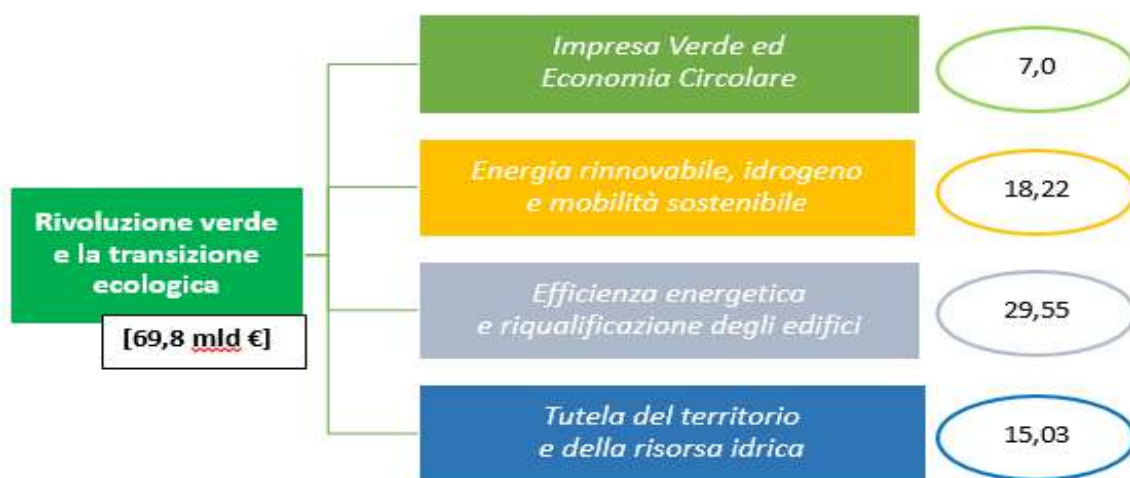 Impresa Verde ed
Economia Circolare
7,0
Energia rinnovabile, idrogeno
e mobilità sostenibile
18,22
Rivoluzione verde
e la transizione
ecologica
[69,8 mld €]
Efficienza energetica
e riqualificazione degli edifici
29,55
Tutela del territorio
e della risorsa idrica
15,03